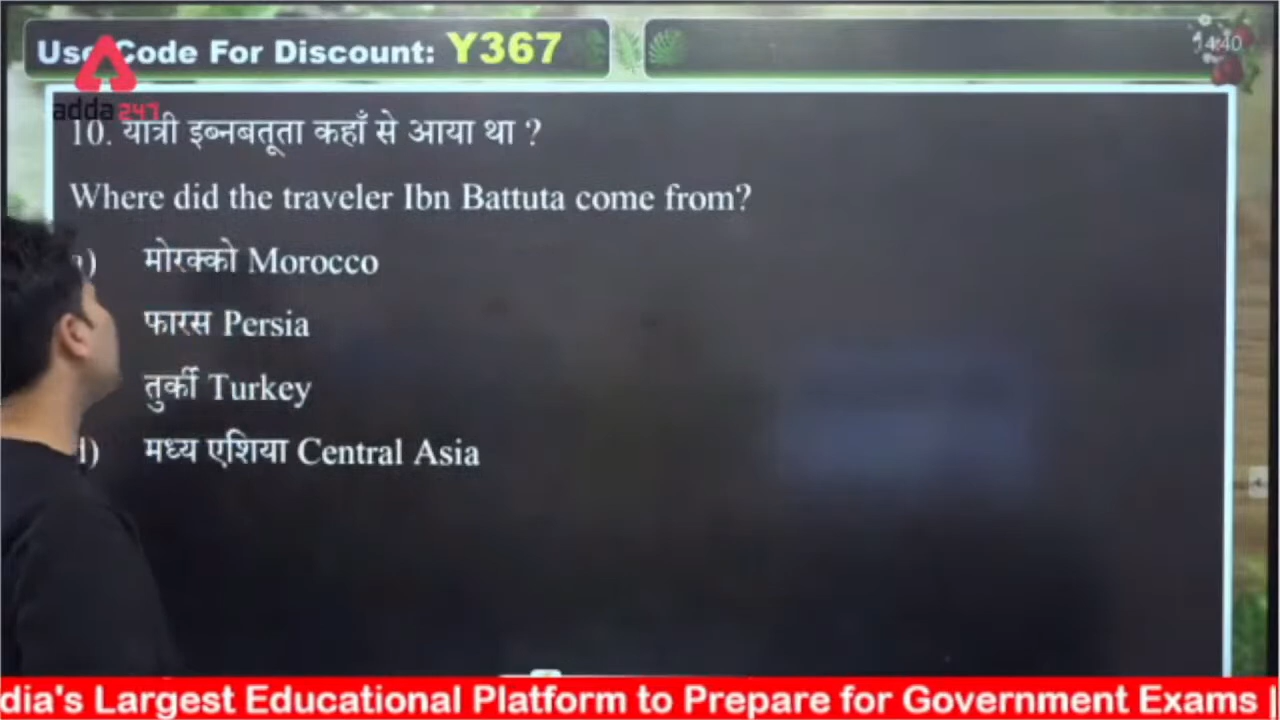 Use Code For Discount: Y367
14:40
adda247
10. यात्री इब्नबतूता कहाँ से आया था ?
Where did the traveler Ibn Battuta come from?
a) मोरक्को Morocco
फारस Persia
तुर्की Turkey
d) मध्य एशिया Central Asia
dia's Largest Educational Platform to Prepare for Government Exams |